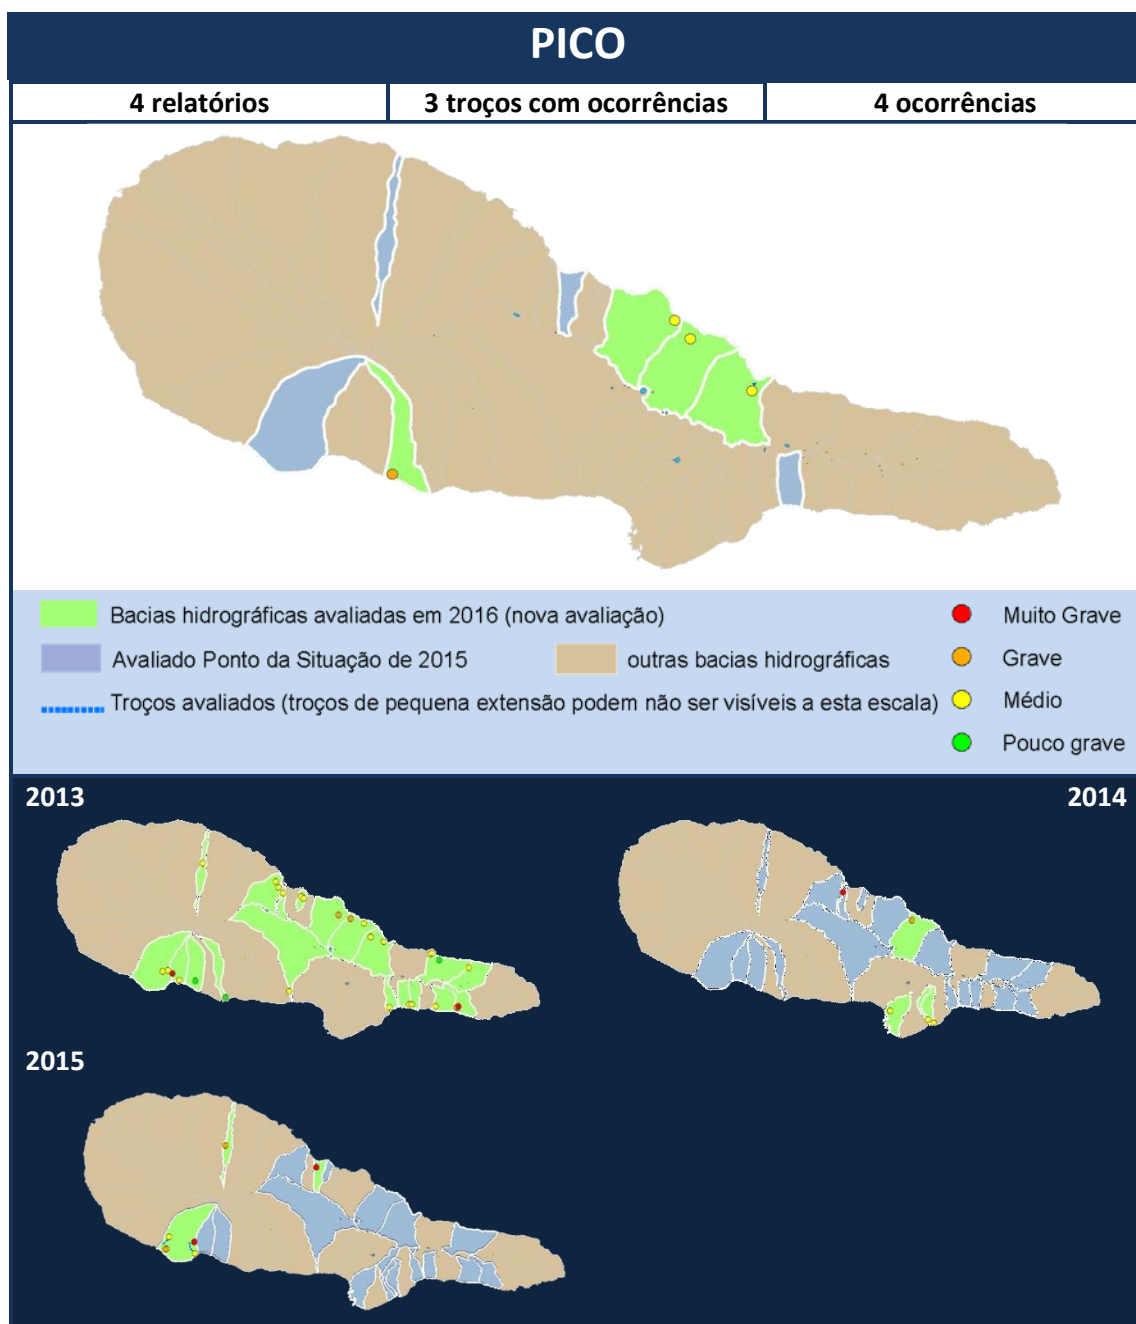 PICO
4 relatórios
3 troços com ocorrências
4 ocorrências
Bacias hidrográficas avaliadas em 2016 (nova avaliação)
Avaliado Ponto da Situação de 2015
outras bacias hidrográficas
Troços avaliados (troços de pequena extensão podem não ser visíveis a esta escala)
Muito Grave
Grave
Médio
Pouco grave
2013
2014
2015